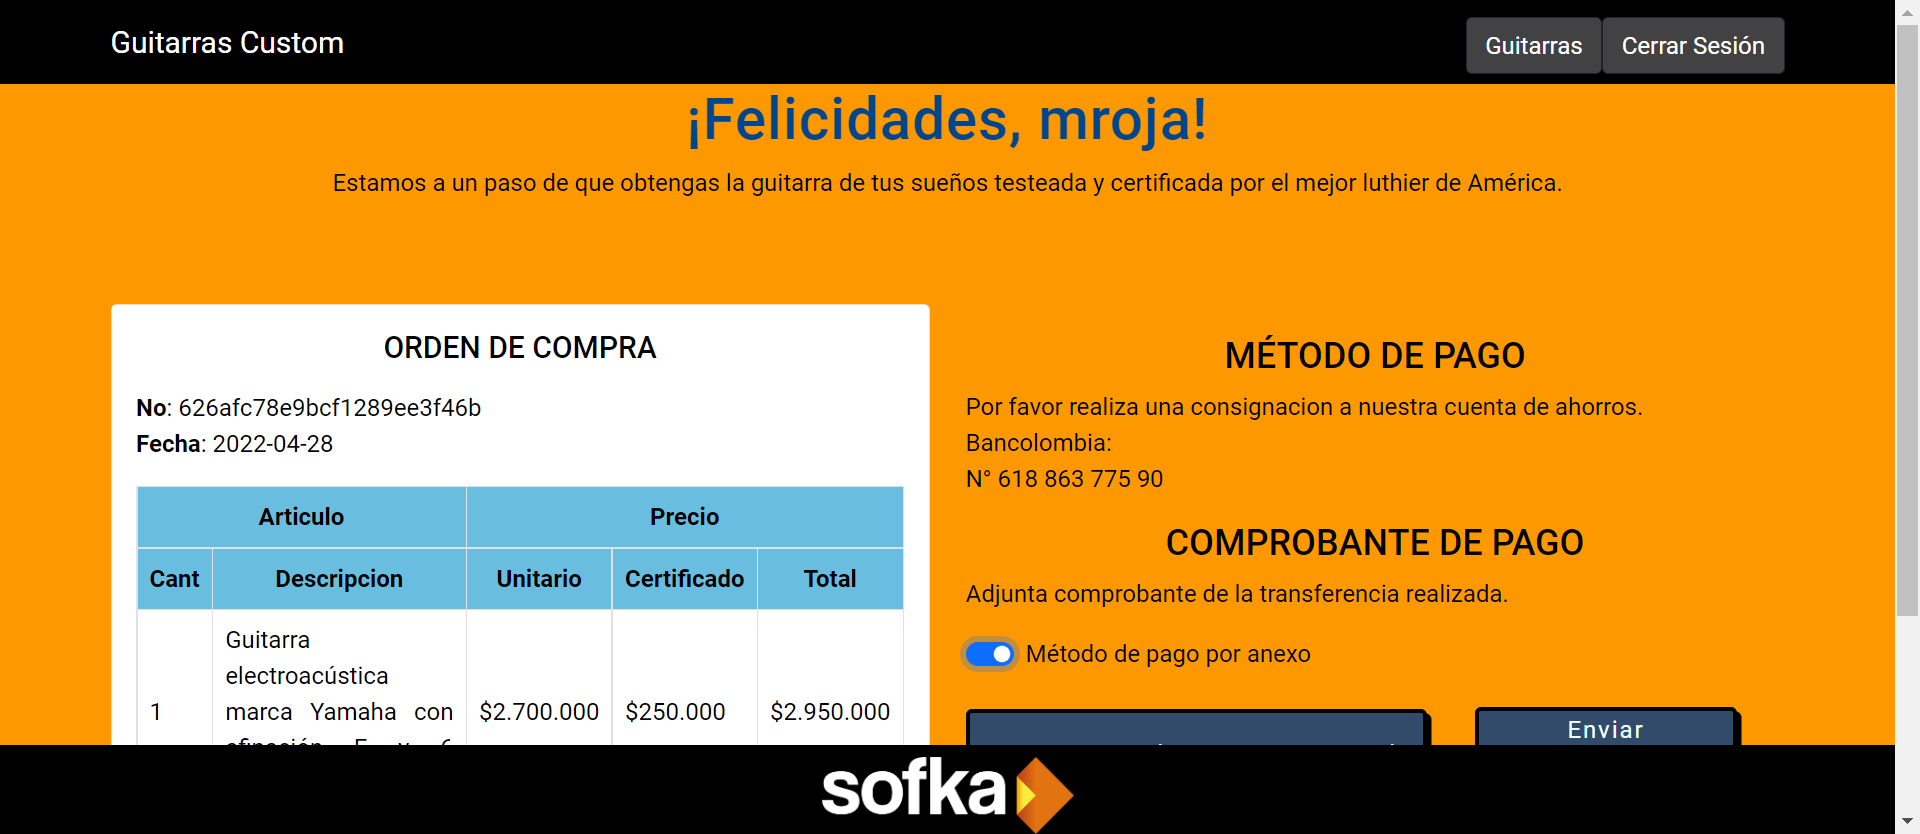 Guitarras Custom
Guitarras
Cerrar Sesión
¡Felicidades, mroja!
Estamos a un paso de que obtengas la guitarra de tus sueños testeada y certificada por el mejor luthier de América.
ORDEN DE COMPRA
No: 626afc78e9bcf1289ee3f46b
Fecha: 2022-04-28
Articulo Precio
Cant Descripcion Unitario Certificado Total
Guitarra
electroacústica
1 marca Yamaha con $2.700.000 $250.000 $2.950.000
MÉTODO DE PAGO
Por favor realiza una consignacion a nuestra cuenta de ahorros.
Bancolombia:
N° 618 863 775 90
COMPROBANTE DE PAGO
Adjunta comprobante de la transferencia realizada.
Método de pago por anexo
Enviar
sofka